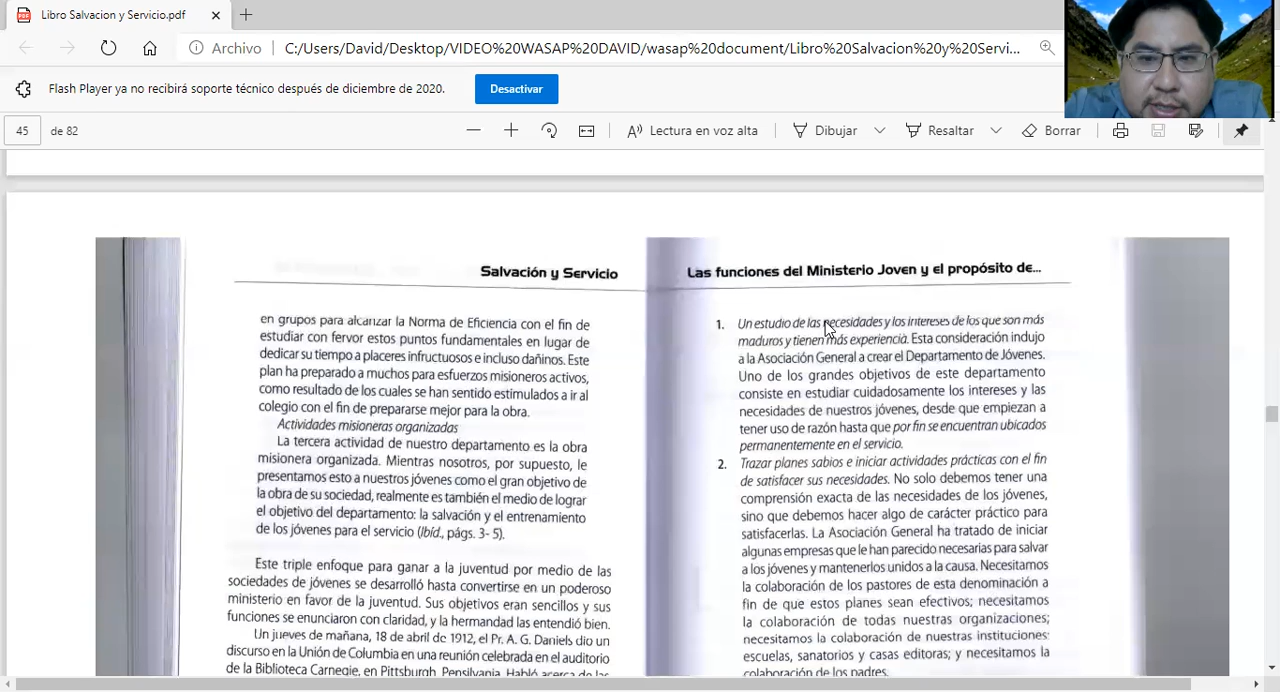 Libro Salvacion y Servicio.pdf
Archivo
C:/Users/David/Desktop/VIDEO%20WASAP%20DAVID/wasap%20document/Libro%20Salvacion%20y%20Servi...
Flash Player ya no recibirá soporte técnico después de diciembre de 2020.
Desactivar
45 de 82
Lectura en voz alta
Dibujar
Resaltar
Borrar
Salvación y Servicio
en grupos para alcanzar la Norma de Eficiencia con el fin de
estudiar con fervor estos puntos fundamentales en lugar de
dedicar su tiempo a placeres infructuosos e incluso dañinos. Este
plan ha preparado a muchos para esfuerzos misioneros activos,
como resultado de los cuales se han sentido estimulados a ir al
colegio con el fin de prepararse mejor para la obra.
Actividades misioneras organizadas
La tercera actividad de nuestro departamento es la obra
misionera organizada. Mientras nosotros, por supuesto, le
presentamos esto a nuestros jóvenes como el gran objetivo de
la obra de su sociedad, realmente es también el medio de lograr
el objetivo del departamento: la salvación y el entrenamiento
de los jóvenes para el servicio (Ibíd., págs. 3- 5).
Este triple enfoque para ganar a la juventud por medio de las
sociedades de jóvenes se desarrolló hasta convertirse en un poderoso
ministerio en favor de la juventud. Sus objetivos eran sencillos y sus
funciones se enunciaron con claridad, y la hermandad las entendió bien.
Un jueves de mañana, 18 de abril de 1912, el Pr. A. G. Daniels dio un
discurso en la Unión de Columbia en una reunión celebrada en el auditorio
de la Biblioteca Carnegie, en Pittsburgh, Pensilvania. Habló acerca de las
Las funciones del Ministerio Joven y el propósito de...
1. Un estudio de las necesidades y los intereses de los que son más
maduros y tienen más experiencia. Esta consideración indujo
a la Asociación General a crear el Departamento de Jóvenes.
Uno de los grandes objetivos de este departamento
consiste en estudiar cuidadosamente los intereses y las
necesidades de nuestros jóvenes, desde que empiezan a
tener uso de razón hasta que por fin se encuentran ubicados
permanentemente en el servicio.
2. Trazar planes sabios e iniciar actividades prácticas con el fin
de satisfacer sus necesidades. No solo debemos tener una
comprensión exacta de las necesidades de los jóvenes,
sino que debemos hacer algo de carácter práctico para
satisfacerlas. La Asociación General ha tratado de iniciar
algunas empresas que le han parecido necesarias para salvar
a los jóvenes y mantenerlos unidos a la causa. Necesitamos
la colaboración de los pastores de esta denominación a
fin de que estos planes sean efectivos; necesitamos
la colaboración de todas nuestras organizaciones;
necesitamos la colaboración de nuestras instituciones:
escuelas, sanatorios y casas editoras; y necesitamos la
colaboración de los padres.